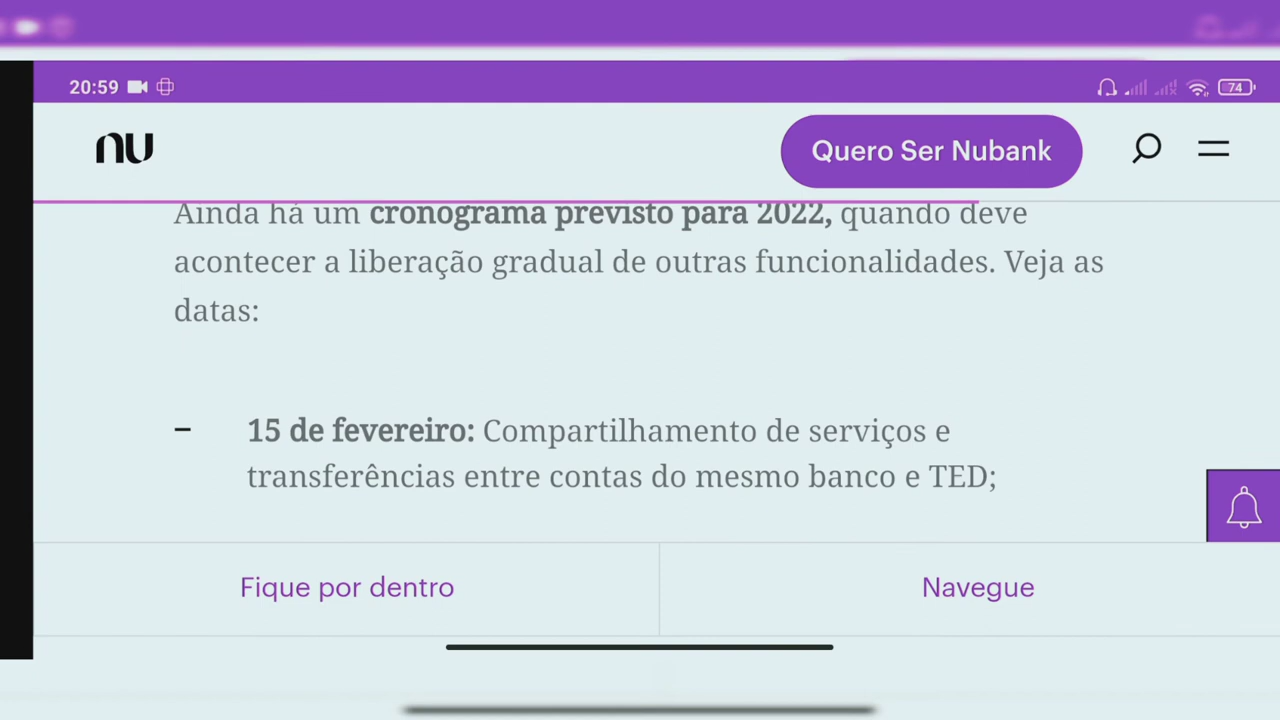 20:59
74
nu
Quero Ser Nubank
Ainda há um cronograma previsto para 2022, quando deve
acontecer a liberação gradual de outras funcionalidades. Veja as
datas:
– 15 de fevereiro: Compartilhamento de serviços e
transferências entre contas do mesmo banco e TED;
Fique por dentro
Navegue